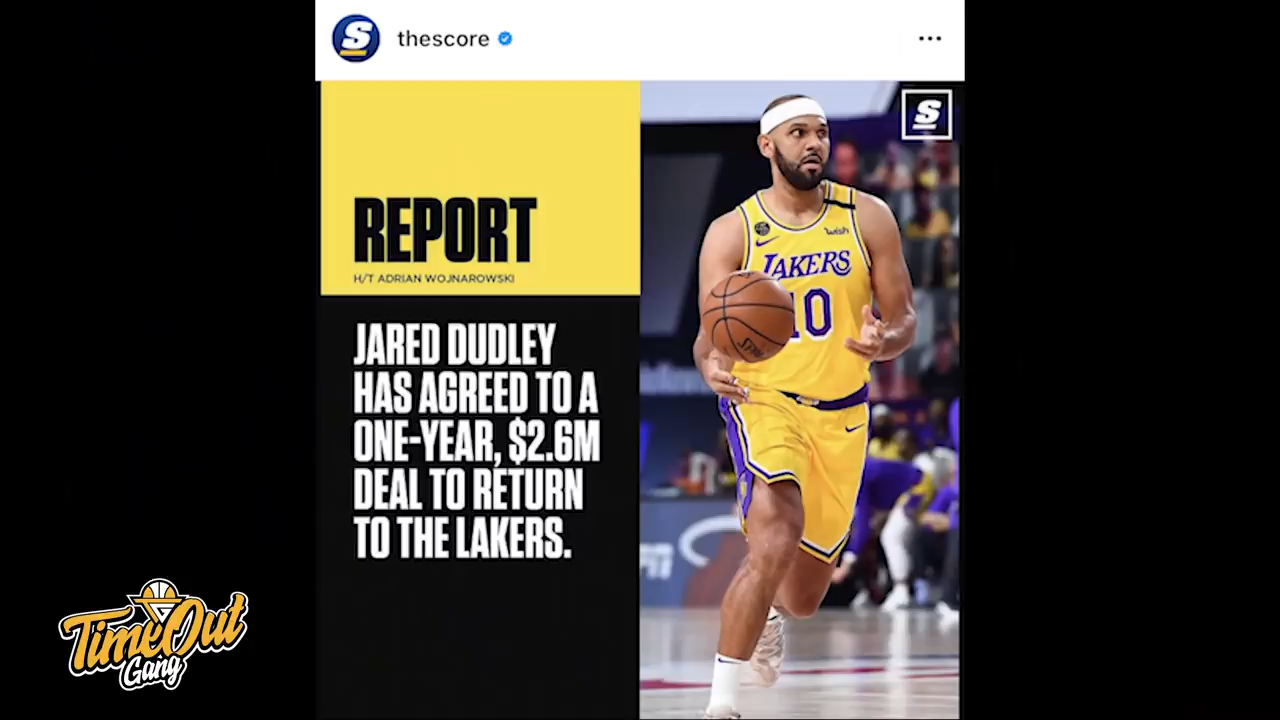 thescore
S
REPORT
H/T ADRIAN WOJNAROWSKI
JARED DUDLEY
HAS AGREED TO A
ONE-YEAR, $2.6M
DEAL TO RETURN
TO THE LAKERS.
wish
LAKERS
10
TimeOut
Gang